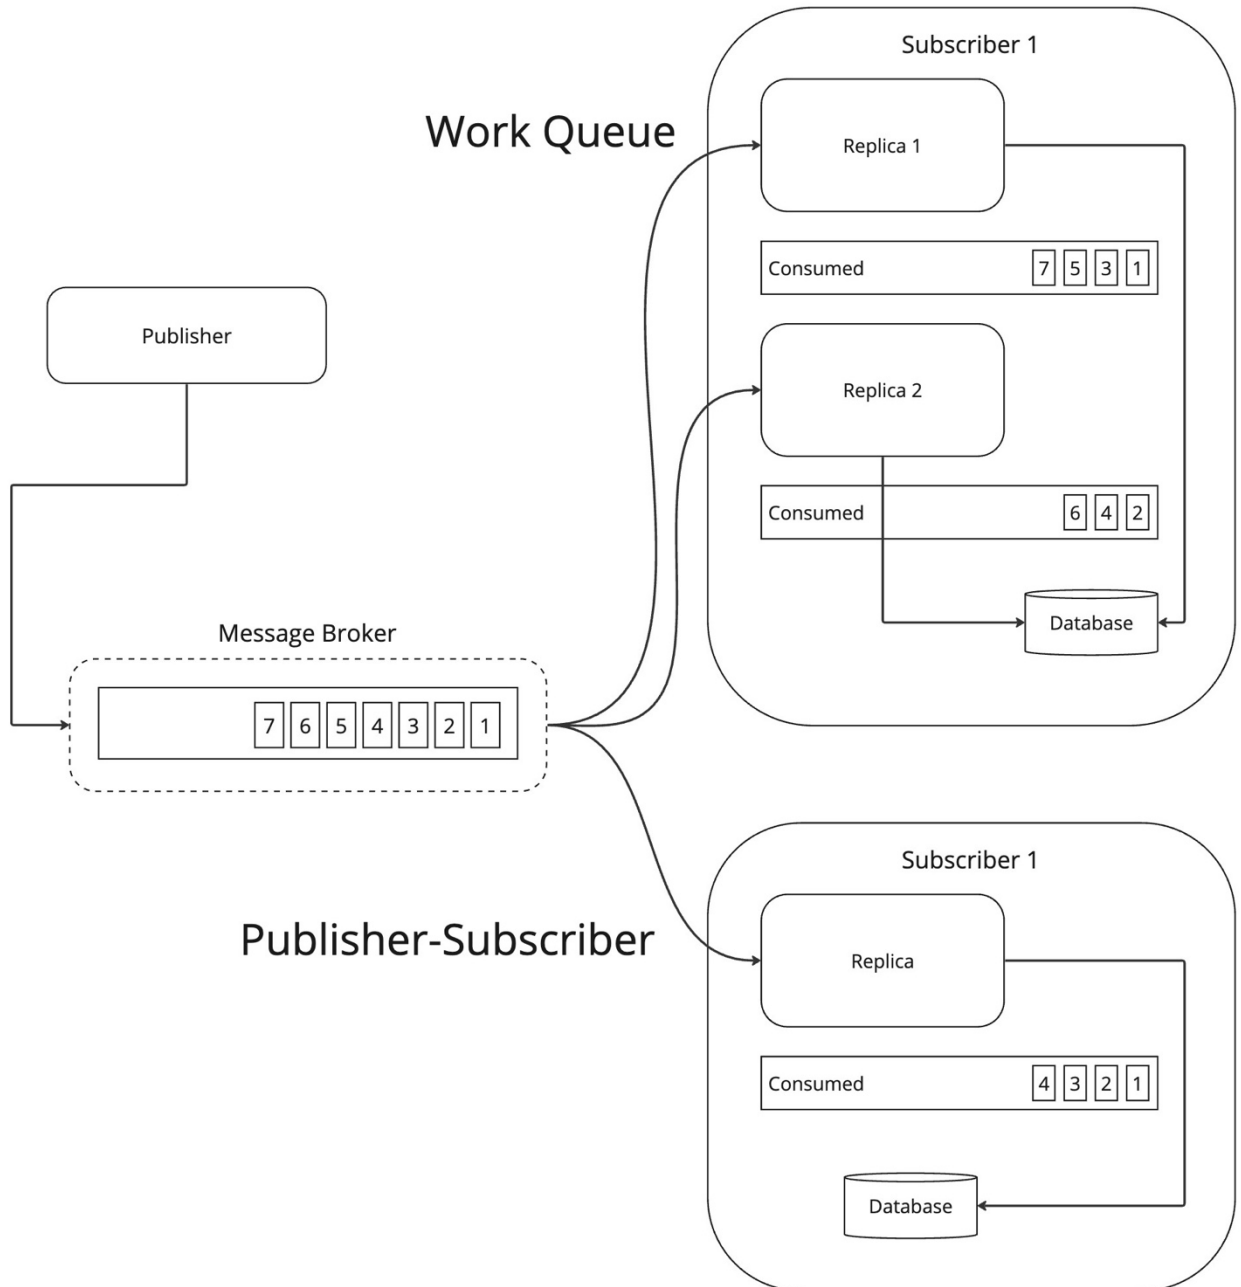 Subscriber 1
Work Queue
Replica 1
Consumed 7 5 3 1
Publisher
Replica 2
Consumed 6 4 2
Database
Message Broker
7 6 5 4 3 2 1
Subscriber 1
Publisher-Subscriber
Replica
Consumed 4 3 2 1
Database